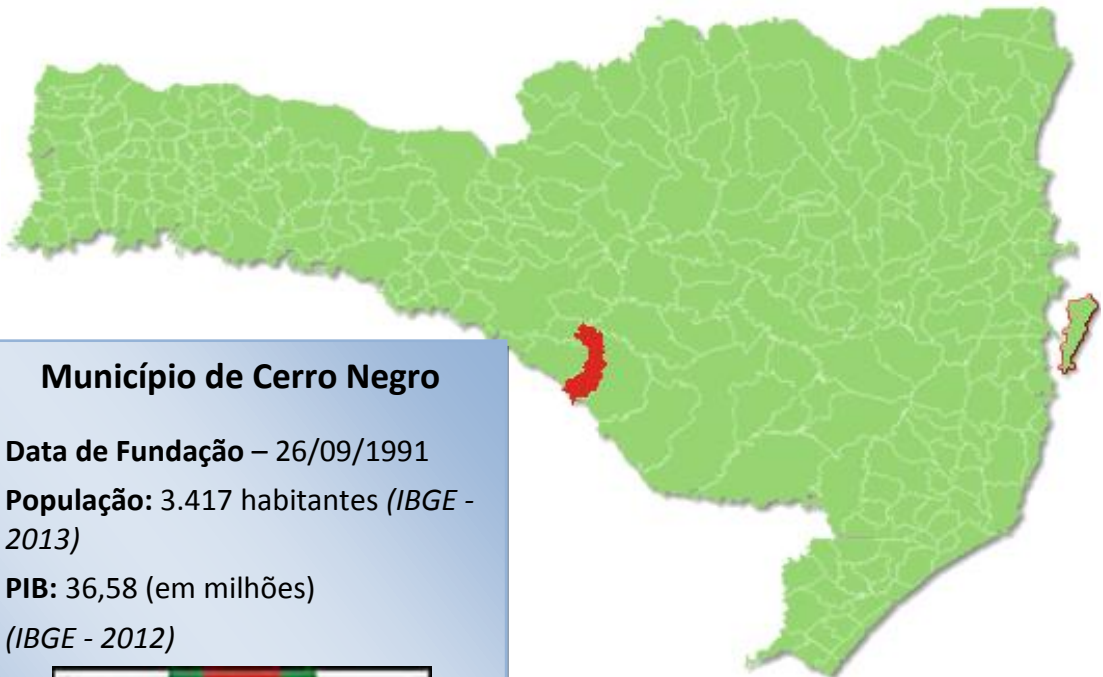 Município de Cerro Negro
Data de Fundação – 26/09/1991
População: 3.417 habitantes (IBGE -
2013)
PIB: 36,58 (em milhões)
(IBGE - 2012)